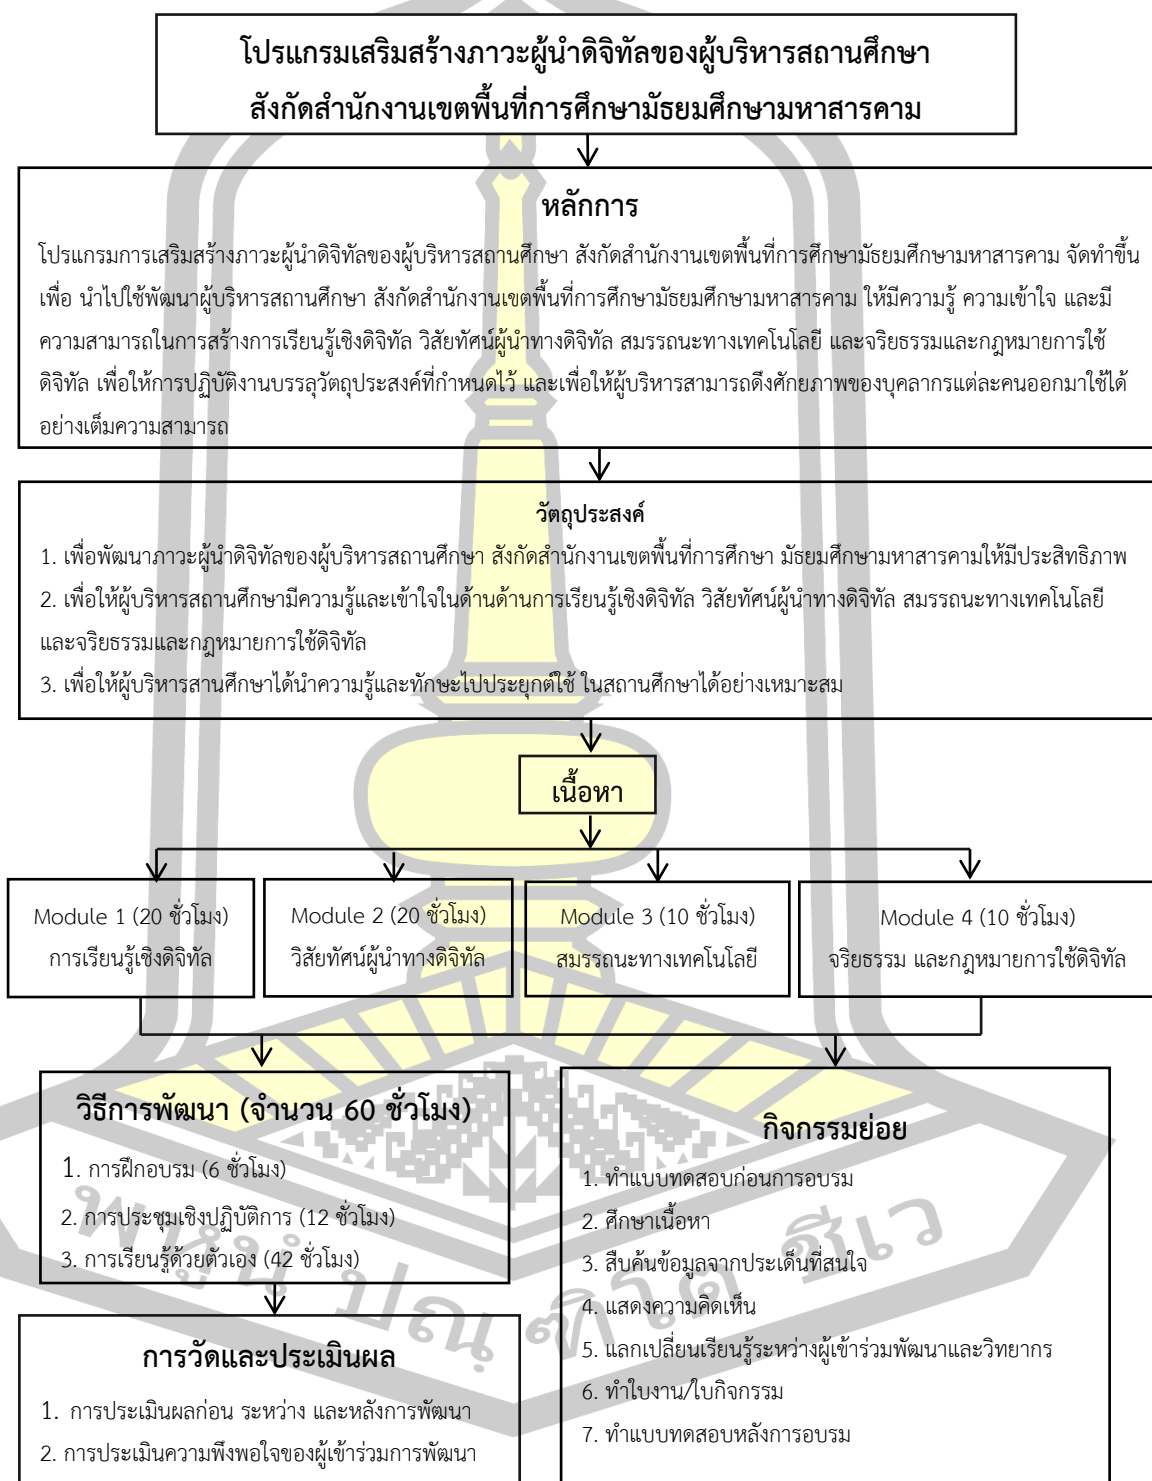 โปรแกรมเสริมสร้างภาวะผู้นำดิจิทัลของผู้บริหารสถานศึกษา
สังกัดสำนักงานเขตพื้นที่การศึกษามัธยมศึกษามหาสารคาม
หลักการ
โปรแกรมการเสริมสร้างภาวะผู้นำดิจิทัลของผู้บริหารสถานศึกษา สังกัดสำนักงานเขตพื้นที่การศึกษามัธยมศึกษามหาสารคาม จัดทำขึ้น
เพื่อ นำไปใช้พัฒนาผู้บริหารสถานศึกษา สังกัดสำนักงานเขตพื้นที่การศึกษามัธยมศึกษามหาสารคาม ให้มีความรู้ ความเข้าใจ และมี
ความสามารถในการสร้างการเรียนรู้เชิงดิจิทัล วิสัยทัศน์ผู้นำทางดิจิทัล สมรรถนะทางเทคโนโลยี และจริยธรรมและกฎหมายการใช้
ดิจิทัล เพื่อให้การปฏิบัติงานบรรลุวัตถุประสงค์ที่กำหนดไว้ และเพื่อให้ผู้บริหารสามารถดึงศักยภาพของบุคลากรแต่ละคนออกมาใช้ได้
อย่างเต็มความสามารถ
วัตถุประสงค์
1. เพื่อพัฒนาภาวะผู้นำดิจิทัลของผู้บริหารสถานศึกษา สังกัดสำนักงานเขตพื้นที่การศึกษา มัธยมศึกษามหาสารคามให้มีประสิทธิภาพ
2. เพื่อให้ผู้บริหารสถานศึกษามีความรู้และเข้าใจในด้านด้านการเรียนรู้เชิงดิจิทัล วิสัยทัศน์ผู้นำทางดิจิทัล สมรรถนะทางเทคโนโลยี
และจริยธรรมและกฎหมายการใช้ดิจิทัล
3. เพื่อให้ผู้บริหารสานศึกษาได้นำความรู้และทักษะไปประยุกต์ใช้ ในสถานศึกษาได้อย่างเหมาะสม
เนื้อหา
Module 1 (20 ชั่วโมง)
การเรียนรู้เชิงดิจิทัล
Module 2 (20 ชั่วโมง)
วิสัยทัศน์ผู้นำทางดิจิทัล
Module 3 (10 ชั่วโมง)
สมรรถนะทางเทคโนโลยี
Module 4 (10 ชั่วโมง)
จริยธรรม และกฎหมายการใช้ดิจิทัล
วิธีการพัฒนา (จำนวน 60 ชั่วโมง)
1. การฝึกอบรม (6 ชั่วโมง)
2. การประชุมเชิงปฏิบัติการ (12 ชั่วโมง)
3. การเรียนรู้ด้วยตัวเอง (42 ชั่วโมง)
การวัดและประเมินผล
1. การประเมินผลก่อน ระหว่าง และหลังการพัฒนา
2. การประเมินความพึงพอใจของผู้เข้าร่วมการพัฒนา
กิจกรรมย่อย
1. ทำแบบทดสอบก่อนการอบรม
2. ศึกษาเนื้อหา
3. สืบค้นข้อมูลจากประเด็นที่สนใจ
4. แสดงความคิดเห็น
5. แลกเปลี่ยนเรียนรู้ระหว่างผู้เข้าร่วมพัฒนาและวิทยากร
6. ทำใบงาน/ใบกิจกรรม
7. ทำแบบทดสอบหลังการอบรม
พหูนํ ปณฺฑิโต ชีเว